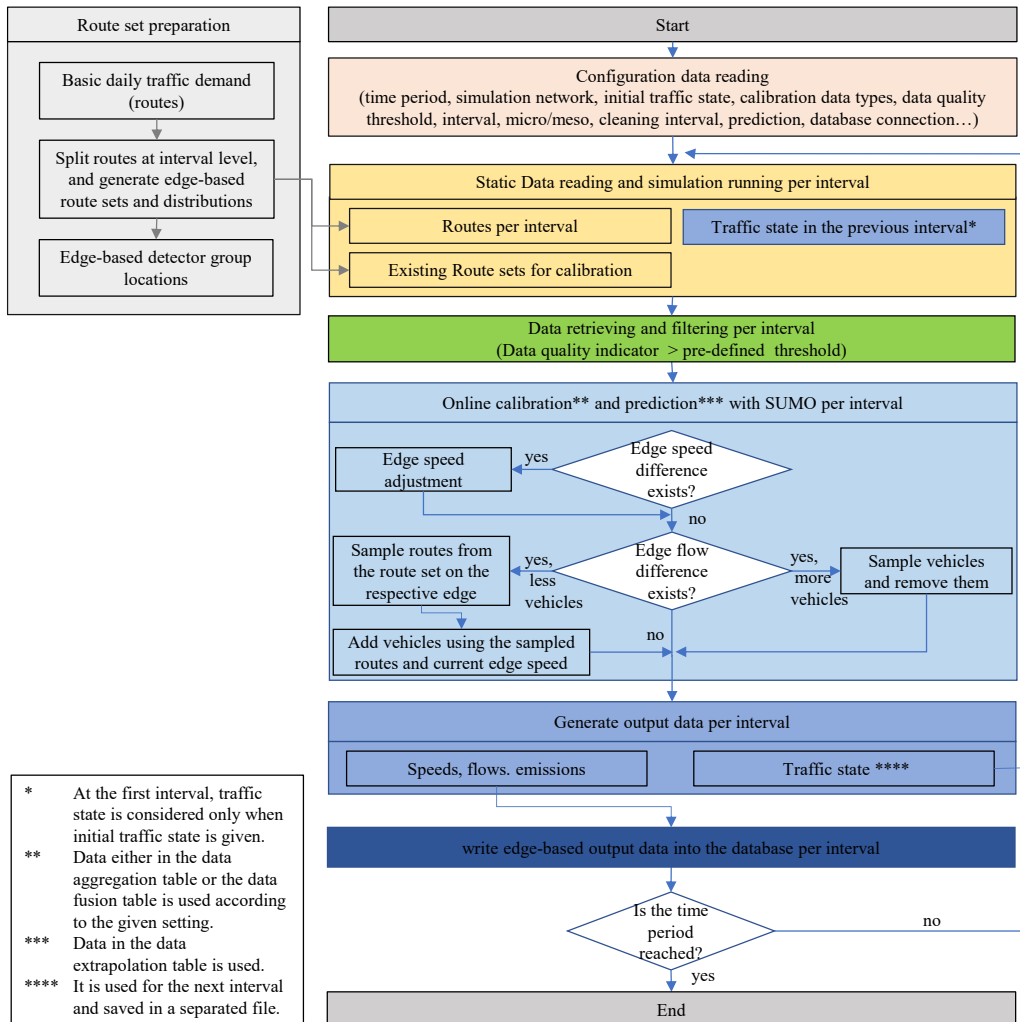 Route set preparation
Basic daily traffic demand
(routes)
Split routes at interval level,
and generate edge-based
route sets and distributions
Edge-based detector group
locations
Start
Configuration data reading
(time period, simulation network, initial traffic state, calibration data types, data quality
threshold, interval, micro/meso, cleaning interval, prediction, database connection…)
Static Data reading and simulation running per interval
Routes per interval
Traffic state in the previous interval*
Existing Route sets for calibration
Data retrieving and filtering per interval
(Data quality indicator > pre-defined threshold)
Online calibration** and prediction*** with SUMO per interval
Edge speed
difference
exists?
yes
Edge speed
adjustment
no
Edge flow
difference
exists?
yes,
less
vehicles
Sample routes from
the route set on the
respective edge
yes,
more
vehicles
Sample vehicles
and remove them
Add vehicles using the sampled
routes and current edge speed
no
Generate output data per interval
Speeds, flows. emissions
Traffic state ****
write edge-based output data into the database per interval
Is the time
period
reached?
no
yes
End
* At the first interval, traffic
state is considered only when
initial traffic state is given.
** Data either in the data
aggregation table or the data
fusion table is used according
to the given setting.
*** Data in the data
extrapolation table is used.
**** It is used for the next interval
and saved in a separated file.